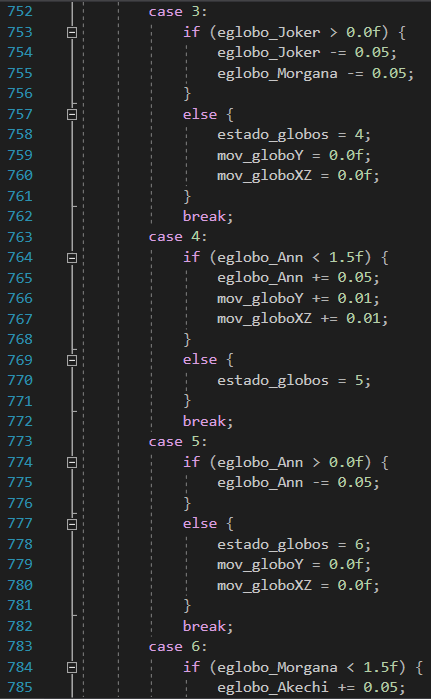 752 case 3:
753 if (eglobo_Joker > 0.0f) {
754 eglobo_Joker -= 0.05;
755 eglobo_Morgana -= 0.05;
756 }
757 else {
758 estado_globos = 4;
759 mov_globoY = 0.0f;
760 mov_globoXZ = 0.0f;
761 }
762 break;
763 case 4:
764 if (eglobo_Ann < 1.5f) {
765 eglobo_Ann += 0.05;
766 mov_globoY += 0.01;
767 mov_globoXZ += 0.01;
768 }
769 else {
770 estado_globos = 5;
771 }
772 break;
773 case 5:
774 if (eglobo_Ann > 0.0f) {
775 eglobo_Ann -= 0.05;
776 }
777 else {
778 estado_globos = 6;
779 mov_globoY = 0.0f;
780 mov_globoXZ = 0.0f;
781 }
782 break;
783 case 6:
784 if (eglobo_Morgana < 1.5f) {
785 eglobo_Akechi += 0.05;